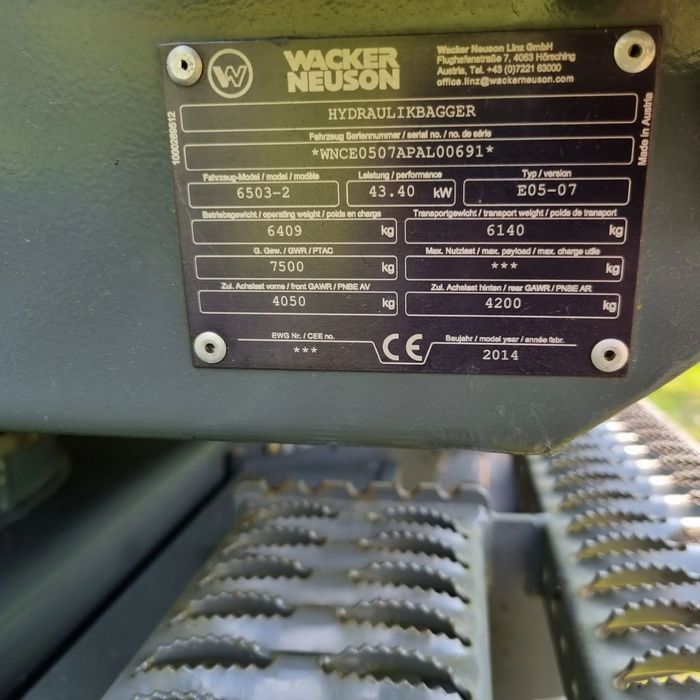 W
WACKER
NEUSON
Wacker Neuson Linz GmbH
Flughafenstraße 7, 4063 Hörsching
Austria, Tel. +43 (0)7221 63000
office.linz@wackerneuson.com
1000289512
Made in Austria
HYDRAULIKBAGGER
Fahrzeug Seriennummer / serial no. / no. de série
*WNCE0507APAL00691*
Fahrzeug-Model / model / modèle
6503-2
Leistung / performance
43.40 kW
Typ / version
E05-07
Betriebsgewicht / operating weight / poids en charge
6409 kg
Transportgewicht / transport weight / poids de transport
6140 kg
G. Gew. / GWR / PTAC
7500 kg
Max. Nutzlast / max. payload / max. charge utile
*** kg
Zul. Achslast vorne / front GAWR / PNBE AV
4050 kg
Zul. Achslast hinten / rear GAWR / PNBE AR
4200 kg
EWG Nr. / CEE no.
***
CE
Baujahr / model year / année fabr.
2014